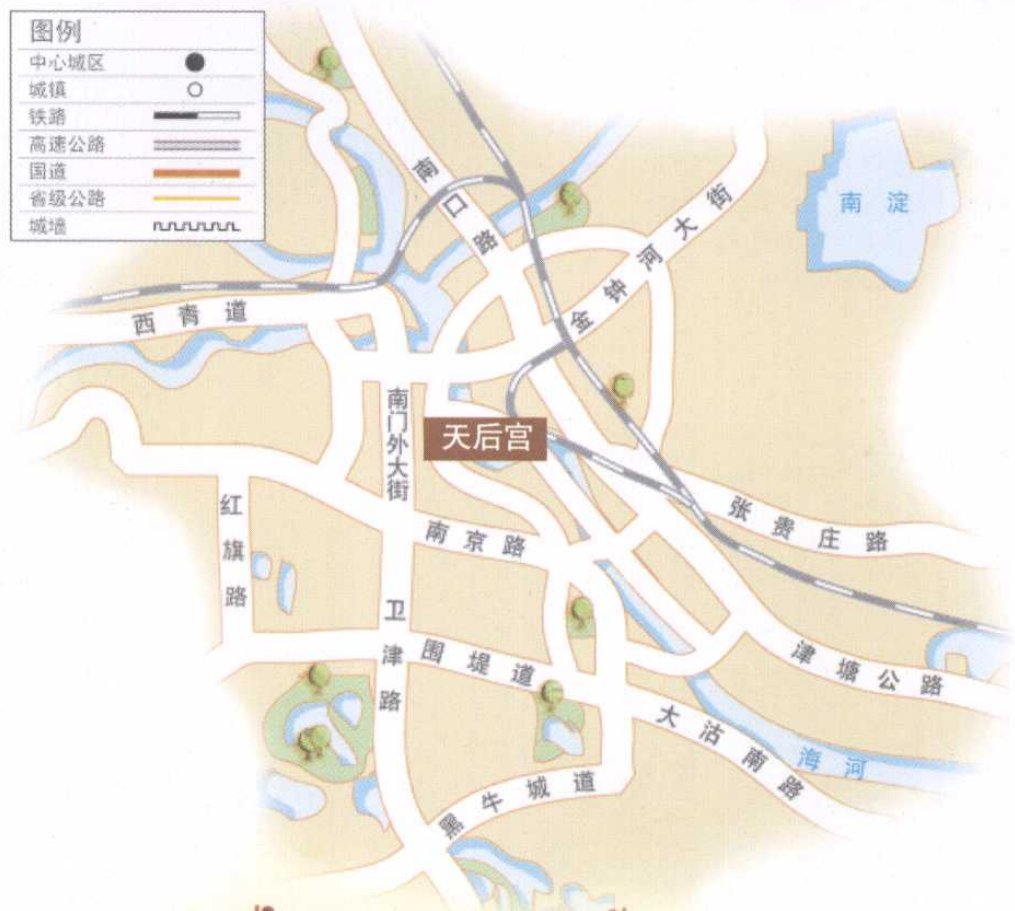 图例
中心城区
城镇
铁路
高速公路
国道
省级公路
城墙
南口路
金钟河大街
南淀
西青道
南门外大街
天后宫
红旗路
南京路
张贵庄路
卫津路
围堤道
津塘公路
大沽南路
海河
黑牛城道